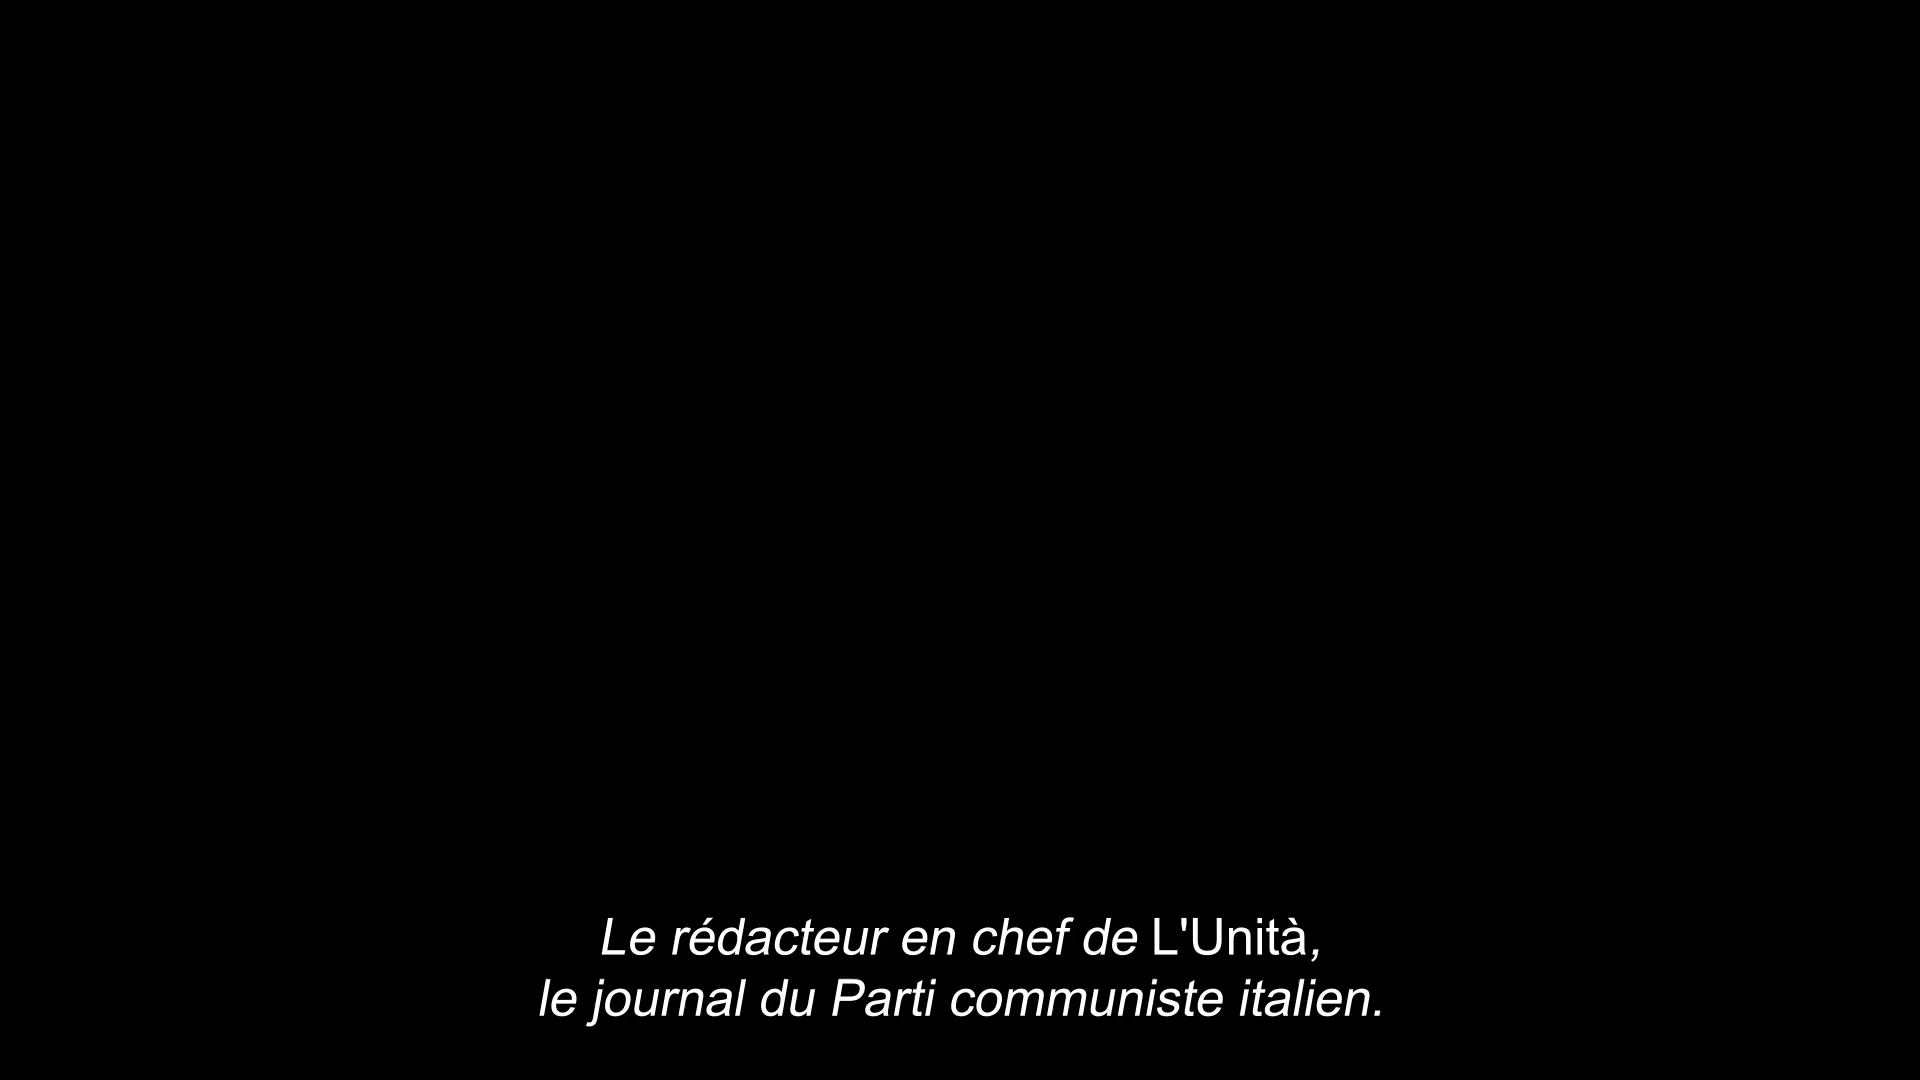 Le rédacteur en chef de L'Unità,
le journal du Parti communiste italien.